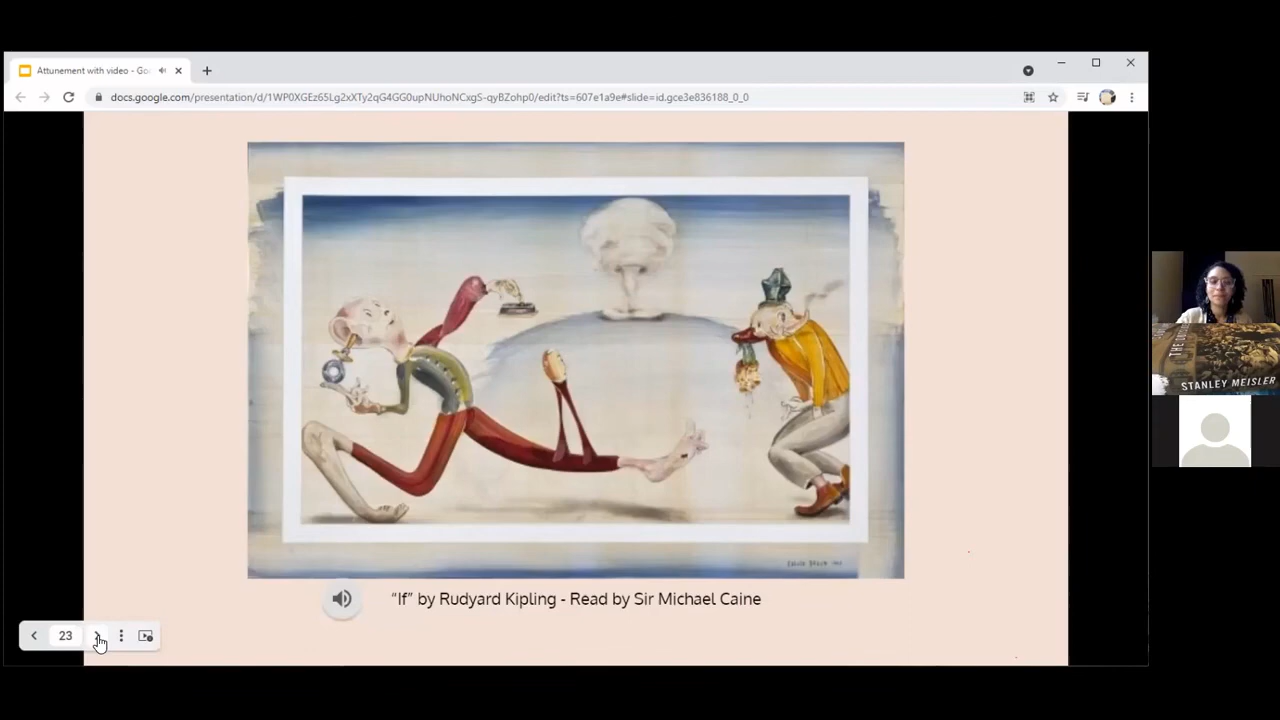 Attunement with video - Go
docs.google.com/presentation/d/1WP0XGEz65Lg2xXTy2qG4GG0upNUhoNCxgS-qyBZohp0/edit?ts=607e1a9e#slide=id.gce3e836188_0_0
STANLEY MEISLER
"If" by Rudyard Kipling - Read by Sir Michael Caine
23